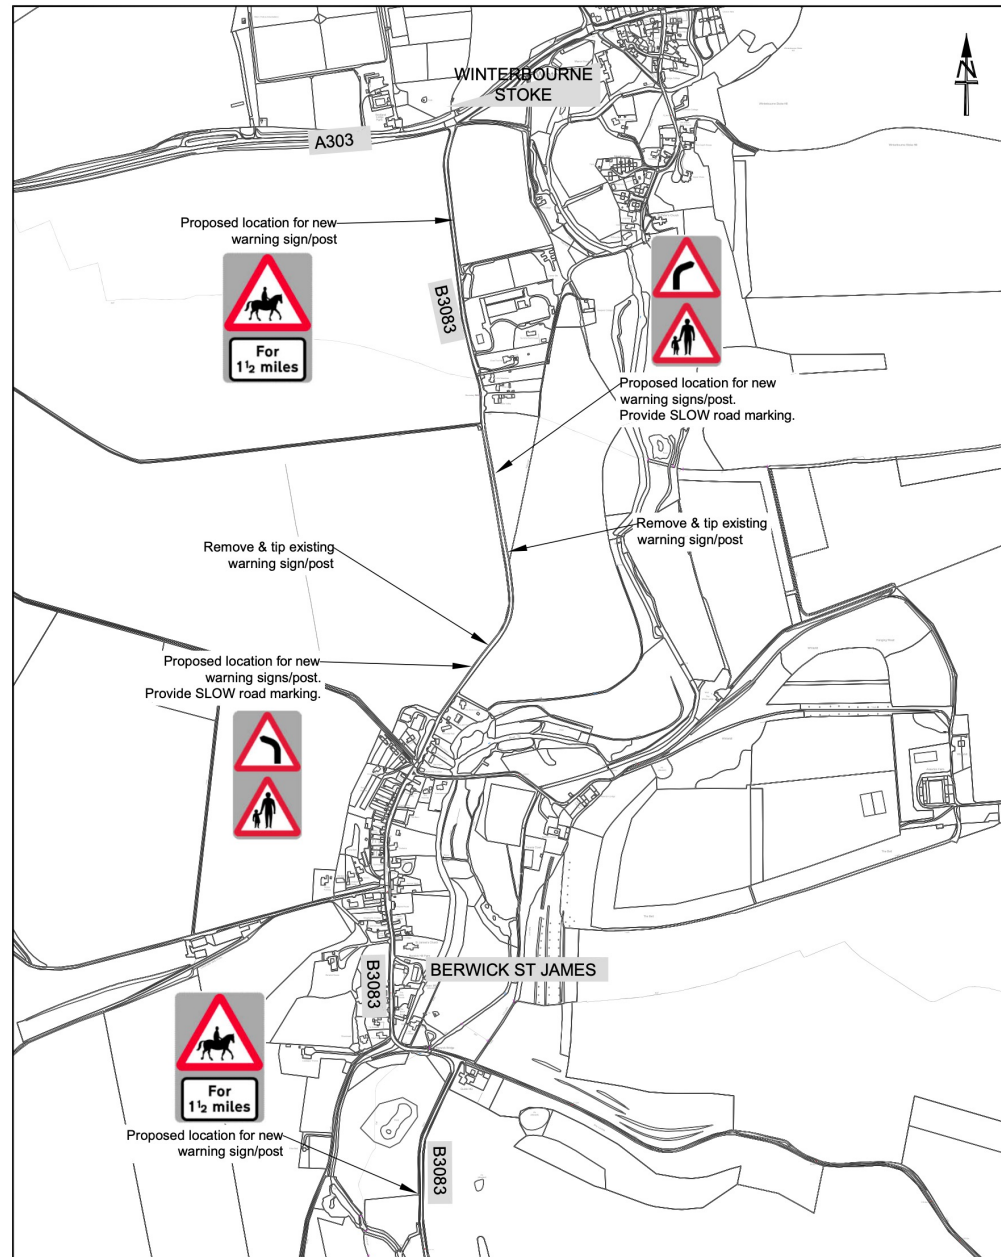 WINTERBOURNE
STOKE
N
A303
Proposed location for new
warning sign/post
For
1½ miles
B3083
Proposed location for new
warning signs/post.
Provide SLOW road marking.
Remove & tip existing
warning sign/post
Remove & tip existing
warning sign/post
Proposed location for new
warning signs/post.
Provide SLOW road marking.
B3083
BERWICK ST JAMES
For
1½ miles
Proposed location for new
warning sign/post
B3083